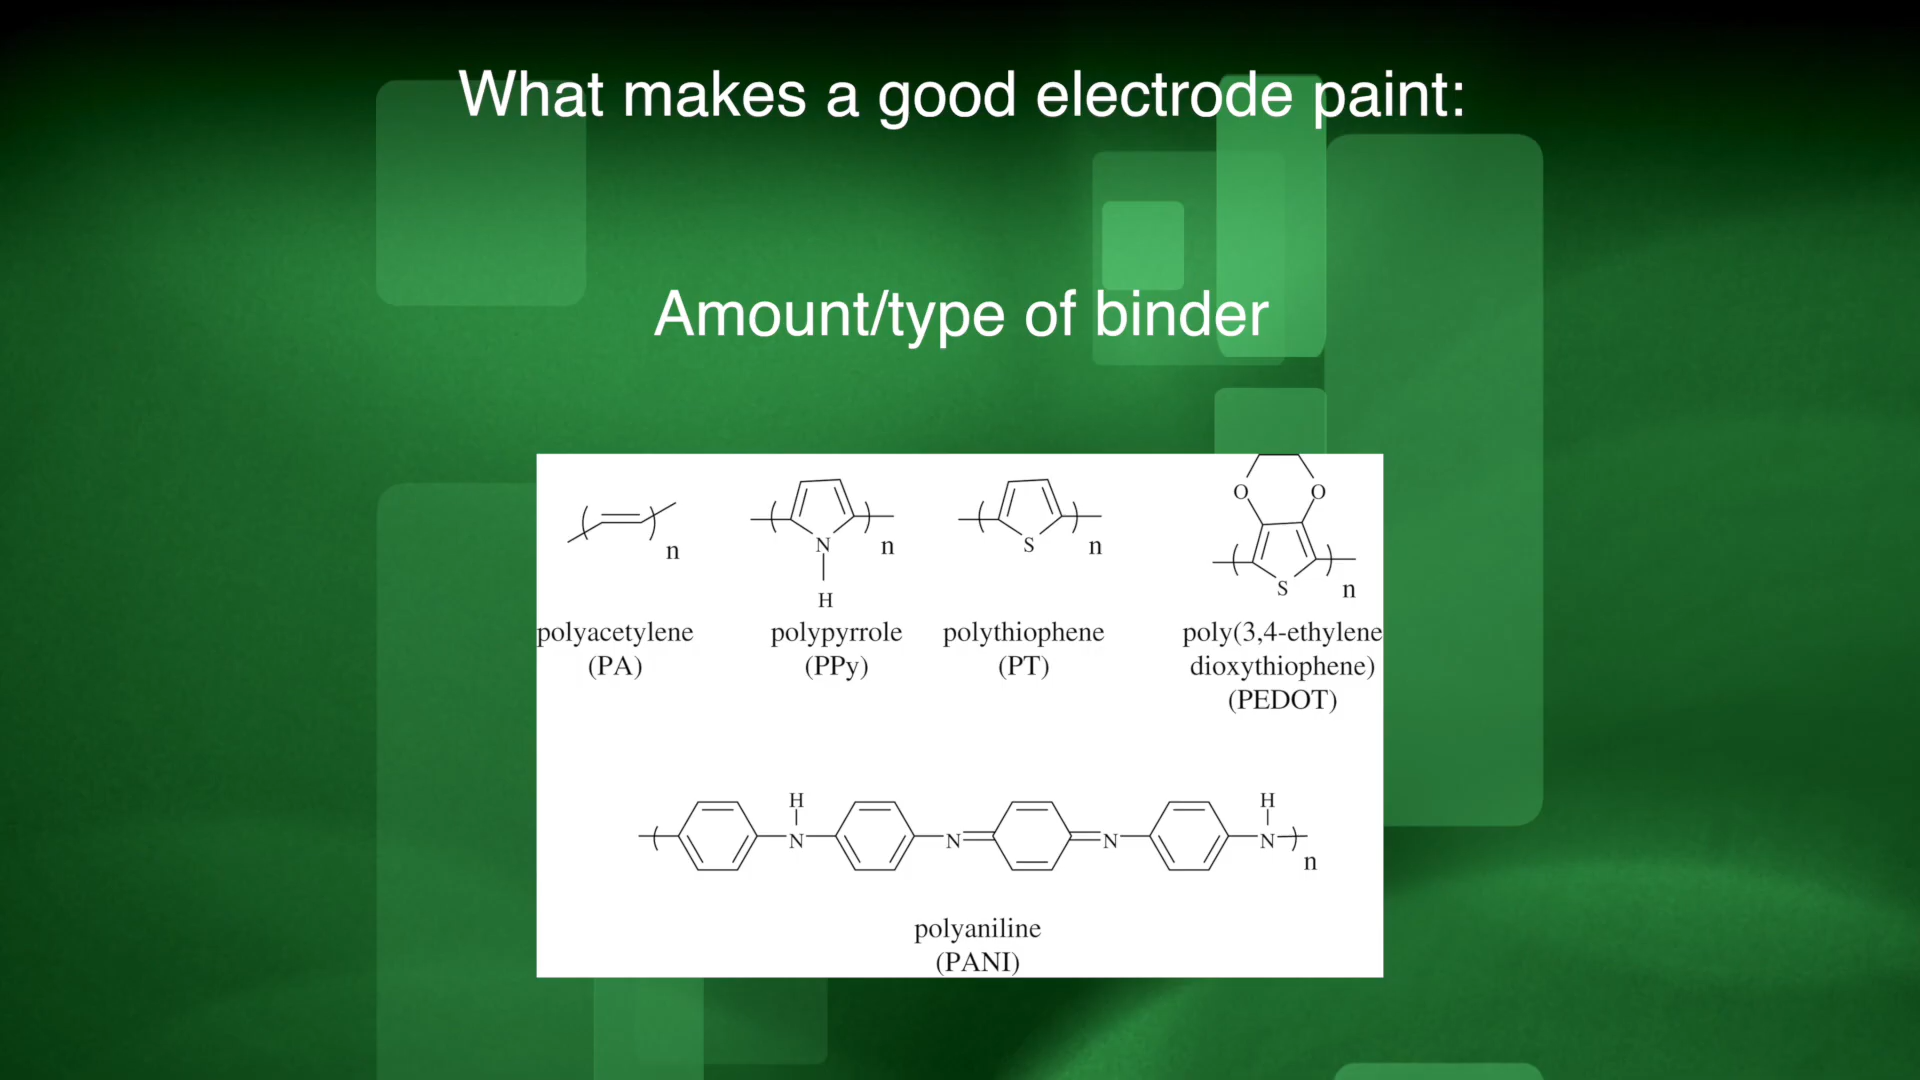 What makes a good electrode paint:
Amount/type of binder
O O
N n
S n
S n
n
H
polyacetylene polypyrrole polythiophene poly(3,4-ethylene
(PA) (PPy) (PT) dioxythiophene)
(PEDOT)
H H
N N N N
n
polyaniline
(PANI)